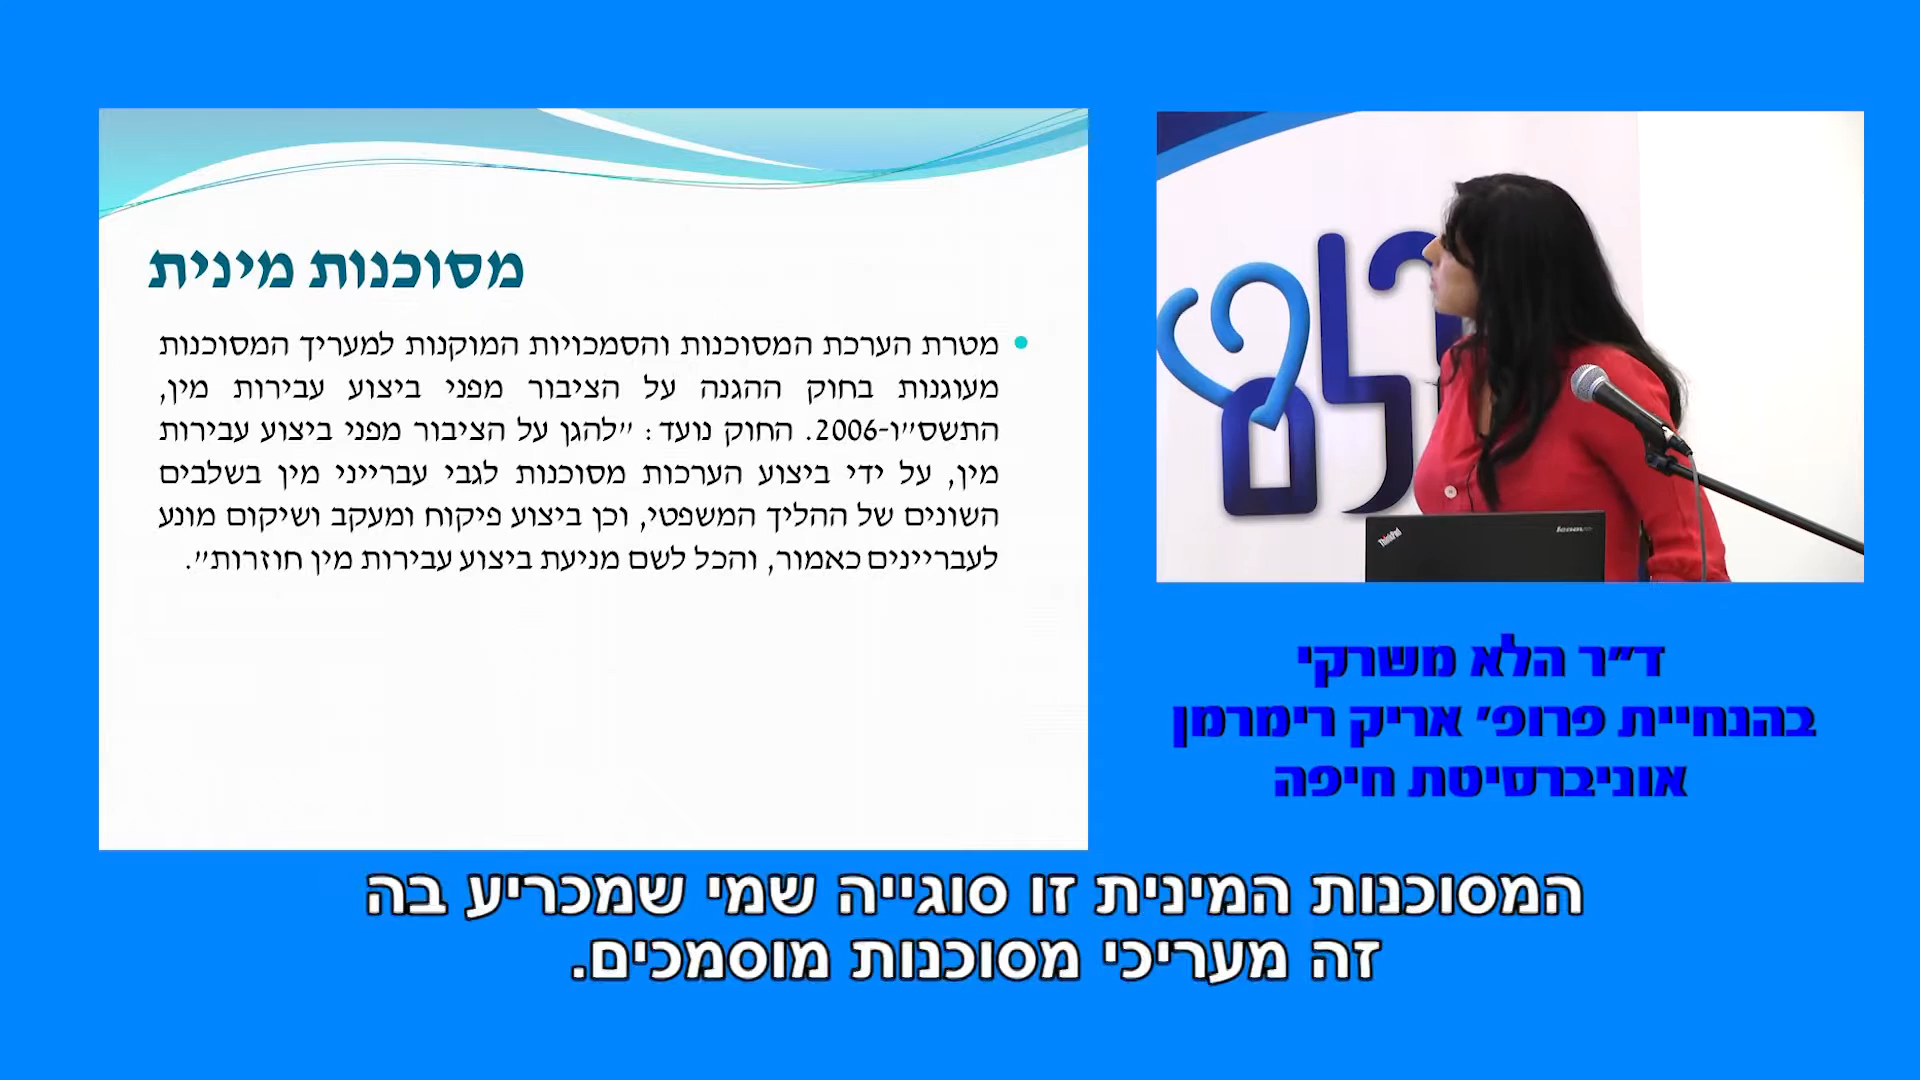 מסוכנות מינית
• מטרת הערכת המסוכנות והסמכויות המוקנות למעריך המסוכנות
מעוגנות בחוק ההגנה על הציבור מפני ביצוע עבירות מין,
התשס״ו-2006. החוק נועד: ״להגן על הציבור מפני ביצוע עבירות
מין, על ידי ביצוע הערכות מסוכנות לגבי עברייני מין בשלבים
השונים של ההליך המשפטי, וכן ביצוע פיקוח ומעקב ושיקום מונע
לעבריינים כאמור, והכל לשם מניעת ביצוע עבירות מין חוזרות״.
ThinkPad
lenovo
ד״ר הלא משרקי
בהנחיית פרופ׳ אריק רימרמן
אוניברסיטת חיפה
המסוכנות המינית זו סוגייה שמי שמכריע בה
זה מעריכי מסוכנות מוסמכים.